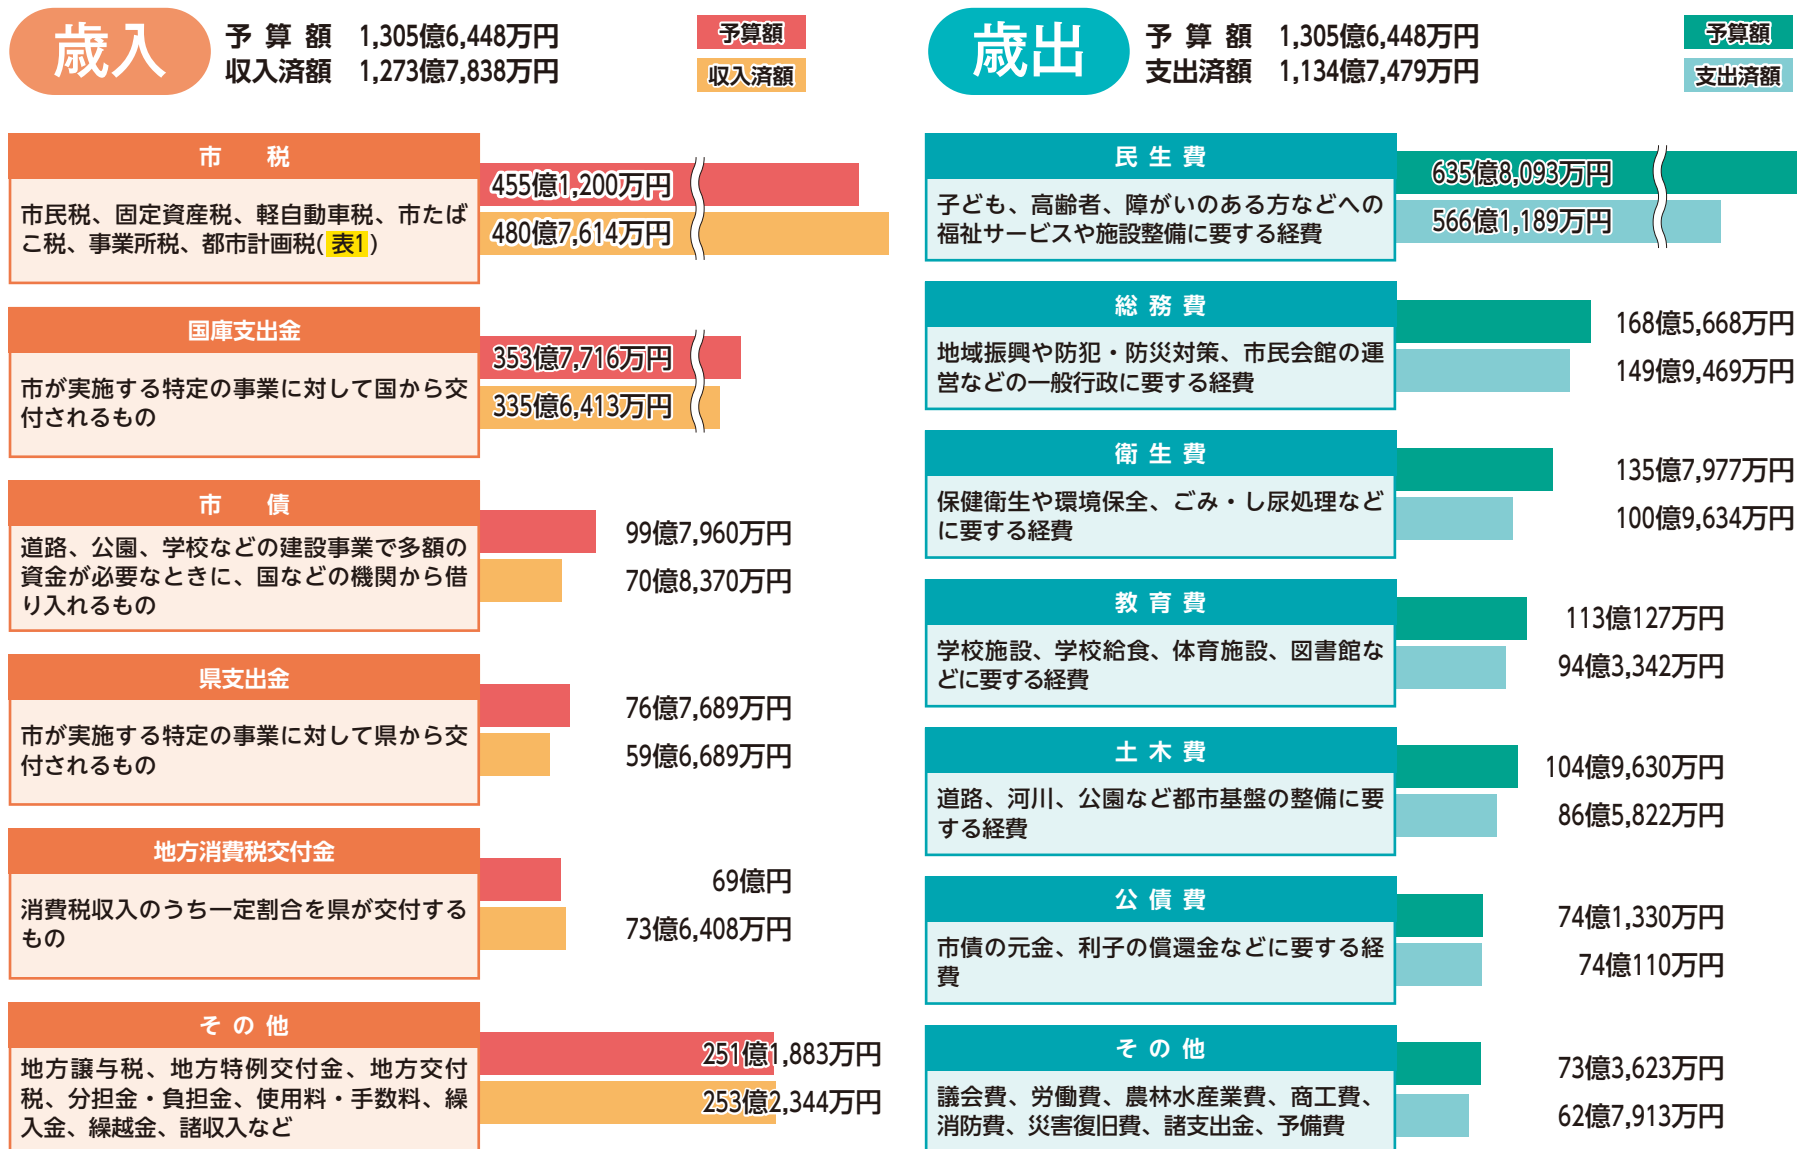 歳入
予算額 1,305億6,448万円
収入済額 1,273億7,838万円
予算額
収入済額
市税
市民税、固定資産税、軽自動車税、市たば
こ税、事業所税、都市計画税(表1)
455億1,200万円
480億7,614万円
国庫支出金
市が実施する特定の事業に対して国から交
付されるもの
353億7,716万円
335億6,413万円
市債
道路、公園、学校などの建設事業で多額の
資金が必要なときに、国などの機関から借
り入れるもの
99億7,960万円
70億8,370万円
県支出金
市が実施する特定の事業に対して県から交
付されるもの
76億7,689万円
59億6,689万円
地方消費税交付金
消費税収入のうち一定割合を県が交付する
もの
69億円
73億6,408万円
その他
地方譲与税、地方特例交付金、地方交付
税、分担金・負担金、使用料・手数料、繰
入金、繰越金、諸収入など
251億1,883万円
253億2,344万円
歳出
予算額 1,305億6,448万円
支出済額 1,134億7,479万円
予算額
支出済額
民生費
子ども、高齢者、障がいのある方などへの
福祉サービスや施設整備に要する経費
635億8,093万円
566億1,189万円
総務費
地域振興や防犯・防災対策、市民会館の運
営などの一般行政に要する経費
168億5,668万円
149億9,469万円
衛生費
保健衛生や環境保全、ごみ・し尿処理など
に要する経費
135億7,977万円
100億9,634万円
教育費
学校施設、学校給食、体育施設、図書館な
どに要する経費
113億127万円
94億3,342万円
土木費
道路、河川、公園など都市基盤の整備に要
する経費
104億9,630万円
86億5,822万円
公債費
市債の元金、利子の償還金などに要する経
費
74億1,330万円
74億110万円
その他
議会費、労働費、農林水産業費、商工費、
消防費、災害復旧費、諸支出金、予備費
73億3,623万円
62億7,913万円